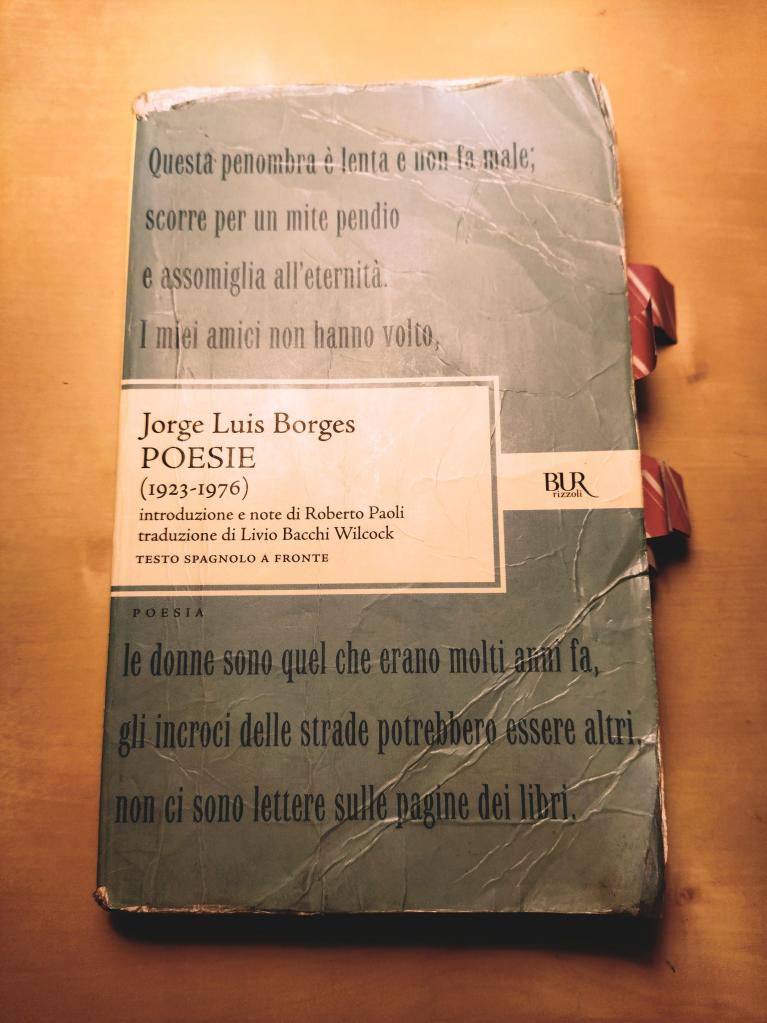 Questa penombra è lenta e non fa male;
scorre per un mite pendio
e assomiglia all'eternità.
I miei amici non hanno volto,
Jorge Luis Borges
POESIE
(1923-1976)
introduzione e note di Roberto Paoli
traduzione di Livio Bacchi Wilcock
TESTO SPAGNOLO A FRONTE
BUR
rizzoli
POESIA
le donne sono quel che erano molti anni fa,
gli incroci delle strade potrebbero essere altri,
non ci sono lettere sulle pagine dei libri.